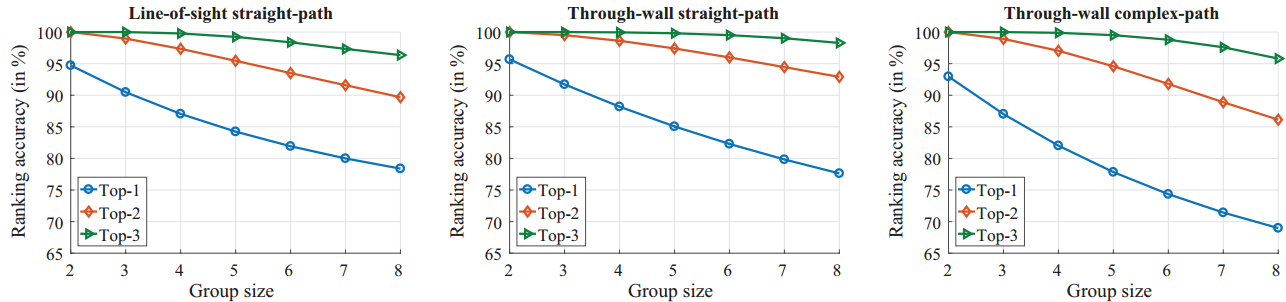 Line-of-sight straight-path
Ranking accuracy (in %)
100
95
90
85
80
75
70
65
Top-1
Top-2
Top-3
2 3 4 5 6 7 8
Group size
Through-wall straight-path
Ranking accuracy (in %)
100
95
90
85
80
75
70
65
Top-1
Top-2
Top-3
2 3 4 5 6 7 8
Group size
Through-wall complex-path
Ranking accuracy (in %)
100
95
90
85
80
75
70
65
Top-1
Top-2
Top-3
2 3 4 5 6 7 8
Group size